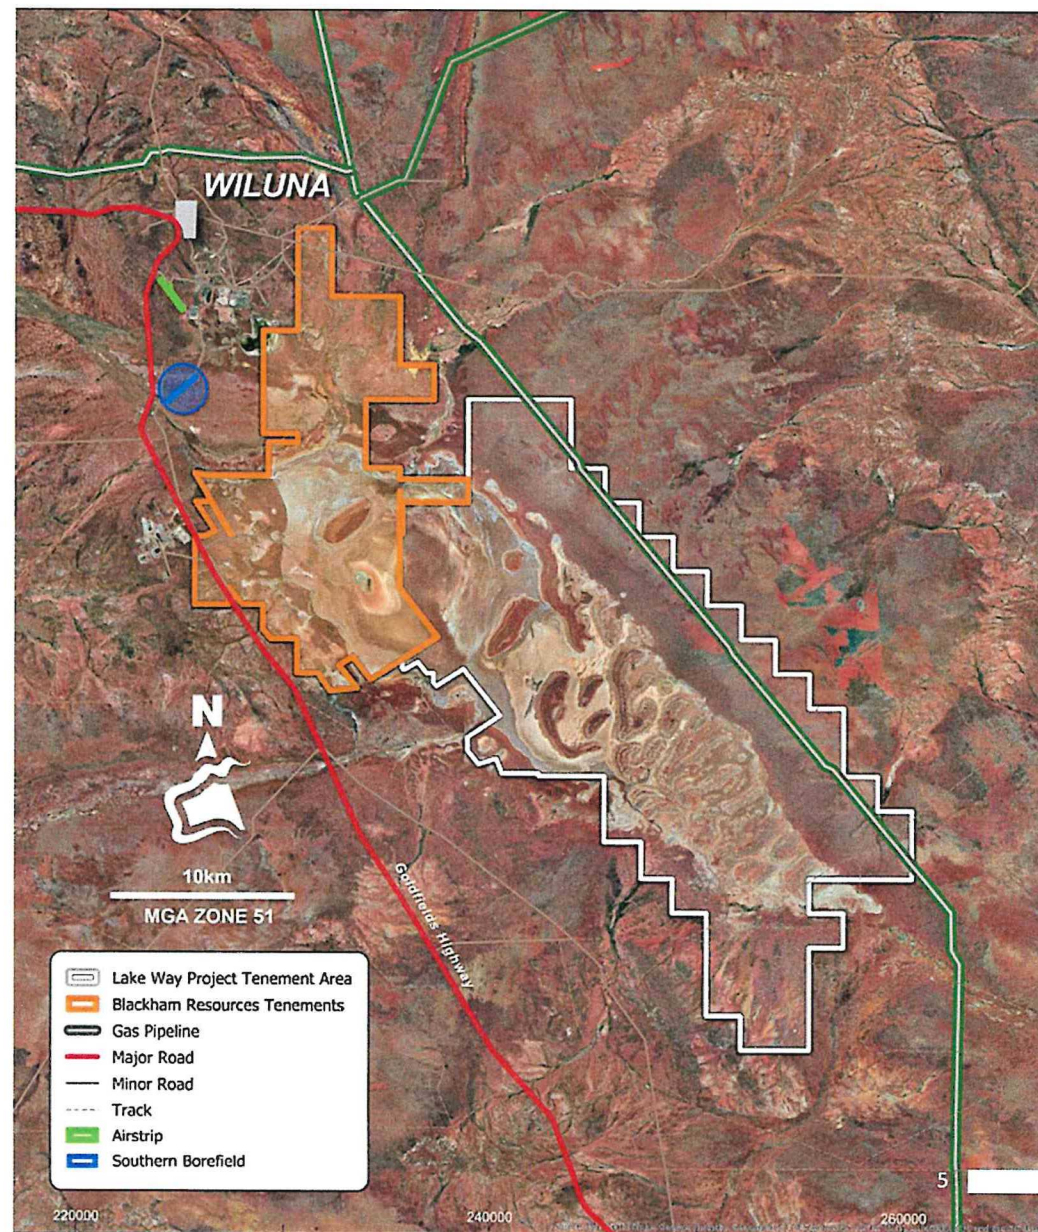 WILUNA
N
10km
MGA ZONE 51
Goldfields Highway
Lake Way Project Tenement Area
Blackham Resources Tenements
Gas Pipeline
Major Road
Minor Road
Track
Airstrip
Southern Borefield
5
220000
240000
260000